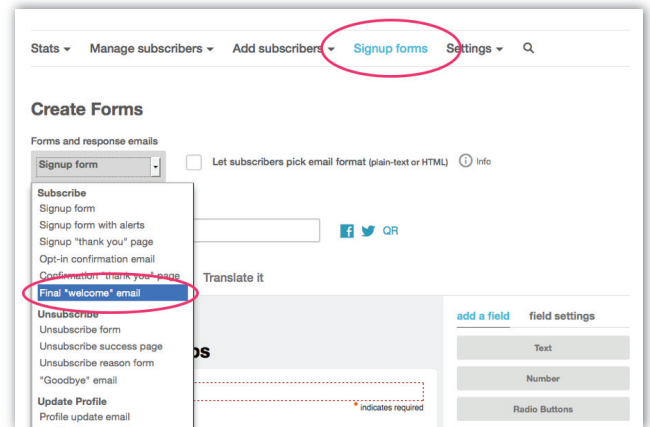 Stats Manage subscribers Add subscribers Signup forms Settings
Create Forms
Forms and response emails
Signup form Let subscribers pick email format (plain-text or HTML) i Info
Subscribe
Signup form
Signup form with alerts
Signup "thank you" page
f QR
Opt-in confirmation email
Confirmation "thank you" page
Translate it
Final "welcome" email
Unsubscribe
add a field field settings
Unsubscribe form
Unsubscribe success page
Text
Unsubscribe reason form
"Goodbye" email
Number
Update Profile
* indicates required
Profile update email
Radio Buttons